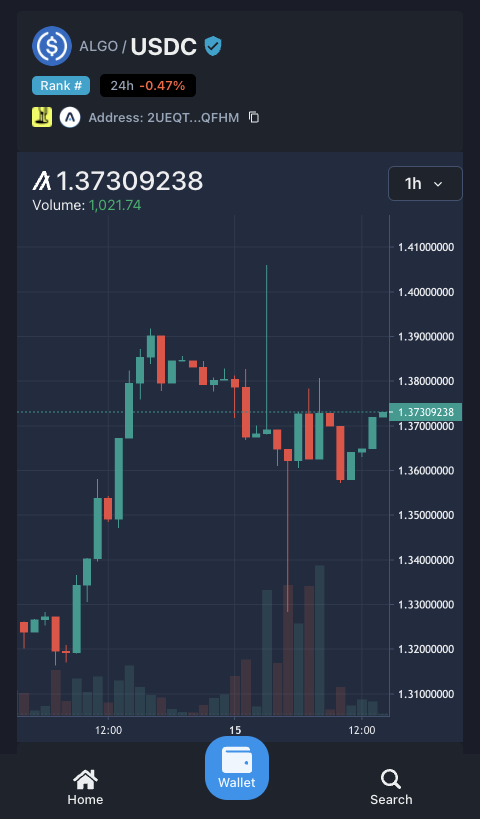 ALGO / USDC
Rank #
24h -0.47%
Address: 2UEQT...QFHM
1.37309238
1h
Volume: 1,021.74
1.41000000
1.40000000
1.39000000
1.38000000
1.37309238
1.37000000
1.36000000
1.35000000
1.34000000
1.33000000
1.32000000
1.31000000
12:00
15
12:00
Home
Wallet
Search